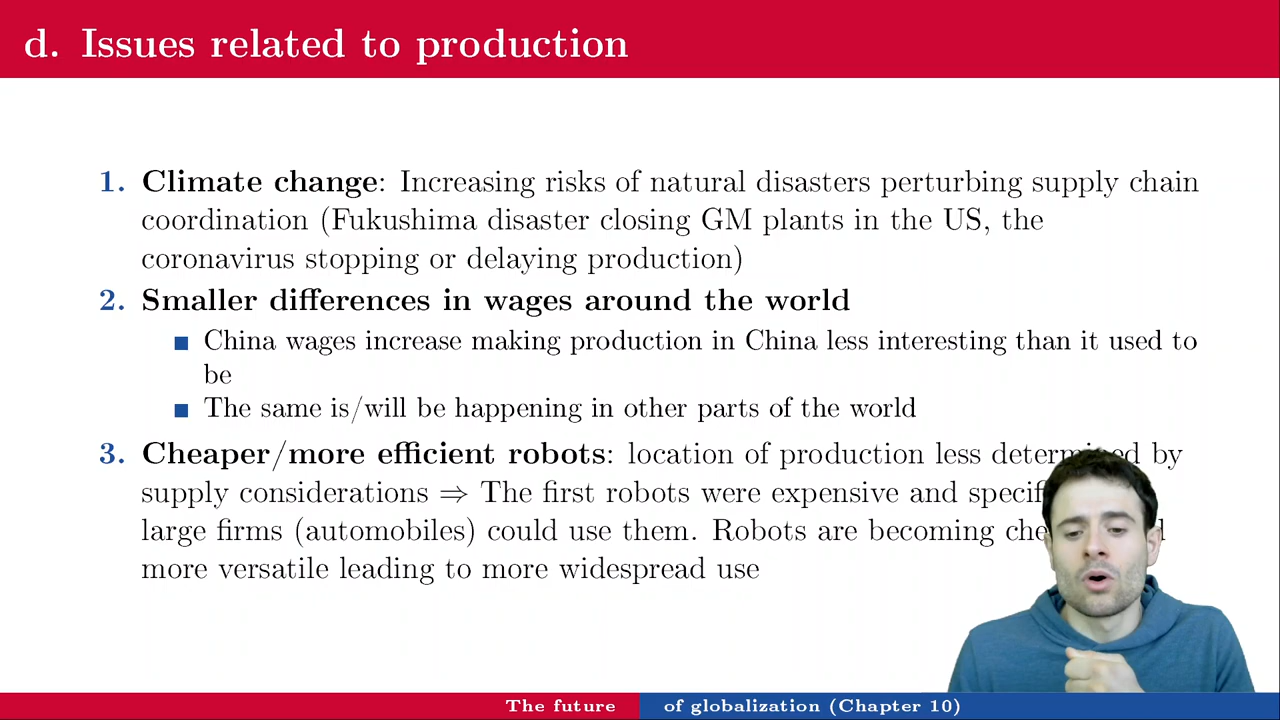 d. Issues related to production
1. Climate change: Increasing risks of natural disasters perturbing supply chain
coordination (Fukushima disaster closing GM plants in the US, the
coronavirus stopping or delaying production)
2. Smaller differences in wages around the world
China wages increase making production in China less interesting than it used to
be
The same is/will be happening in other parts of the world
3. Cheaper/more efficient robots: location of production less determined by
supply considerations ⇒ The first robots were expensive and
large firms (automobiles) could use them. Robots are becoming
more versatile leading to more widespread use
The future of globalization (Chapter 10)